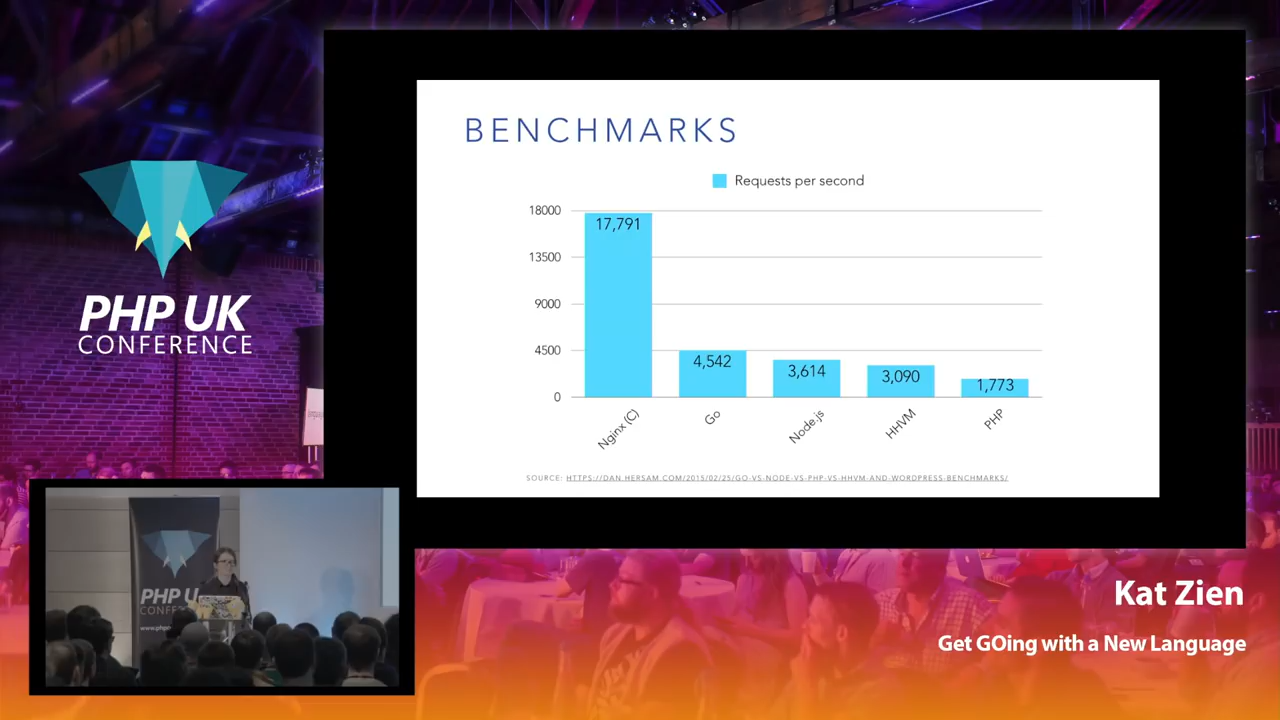 BENCHMARKS
Requests per second
18000
13500
9000
4500
0
17,791
4,542
3,614
3,090
1,773
Nginx (C)
Go
Node.js
HHVM
PHP
SOURCE: HTTPS://DAN.HERSAM.COM/2015/02/25/GO-VS-NODE-VS-PHP-VS-HHVM-AND-WORDPRESS-BENCHMARKS/
PHP UK
CONFERENCE
PHP U
CONFE
Kat Zien
Get GOing with a New Language